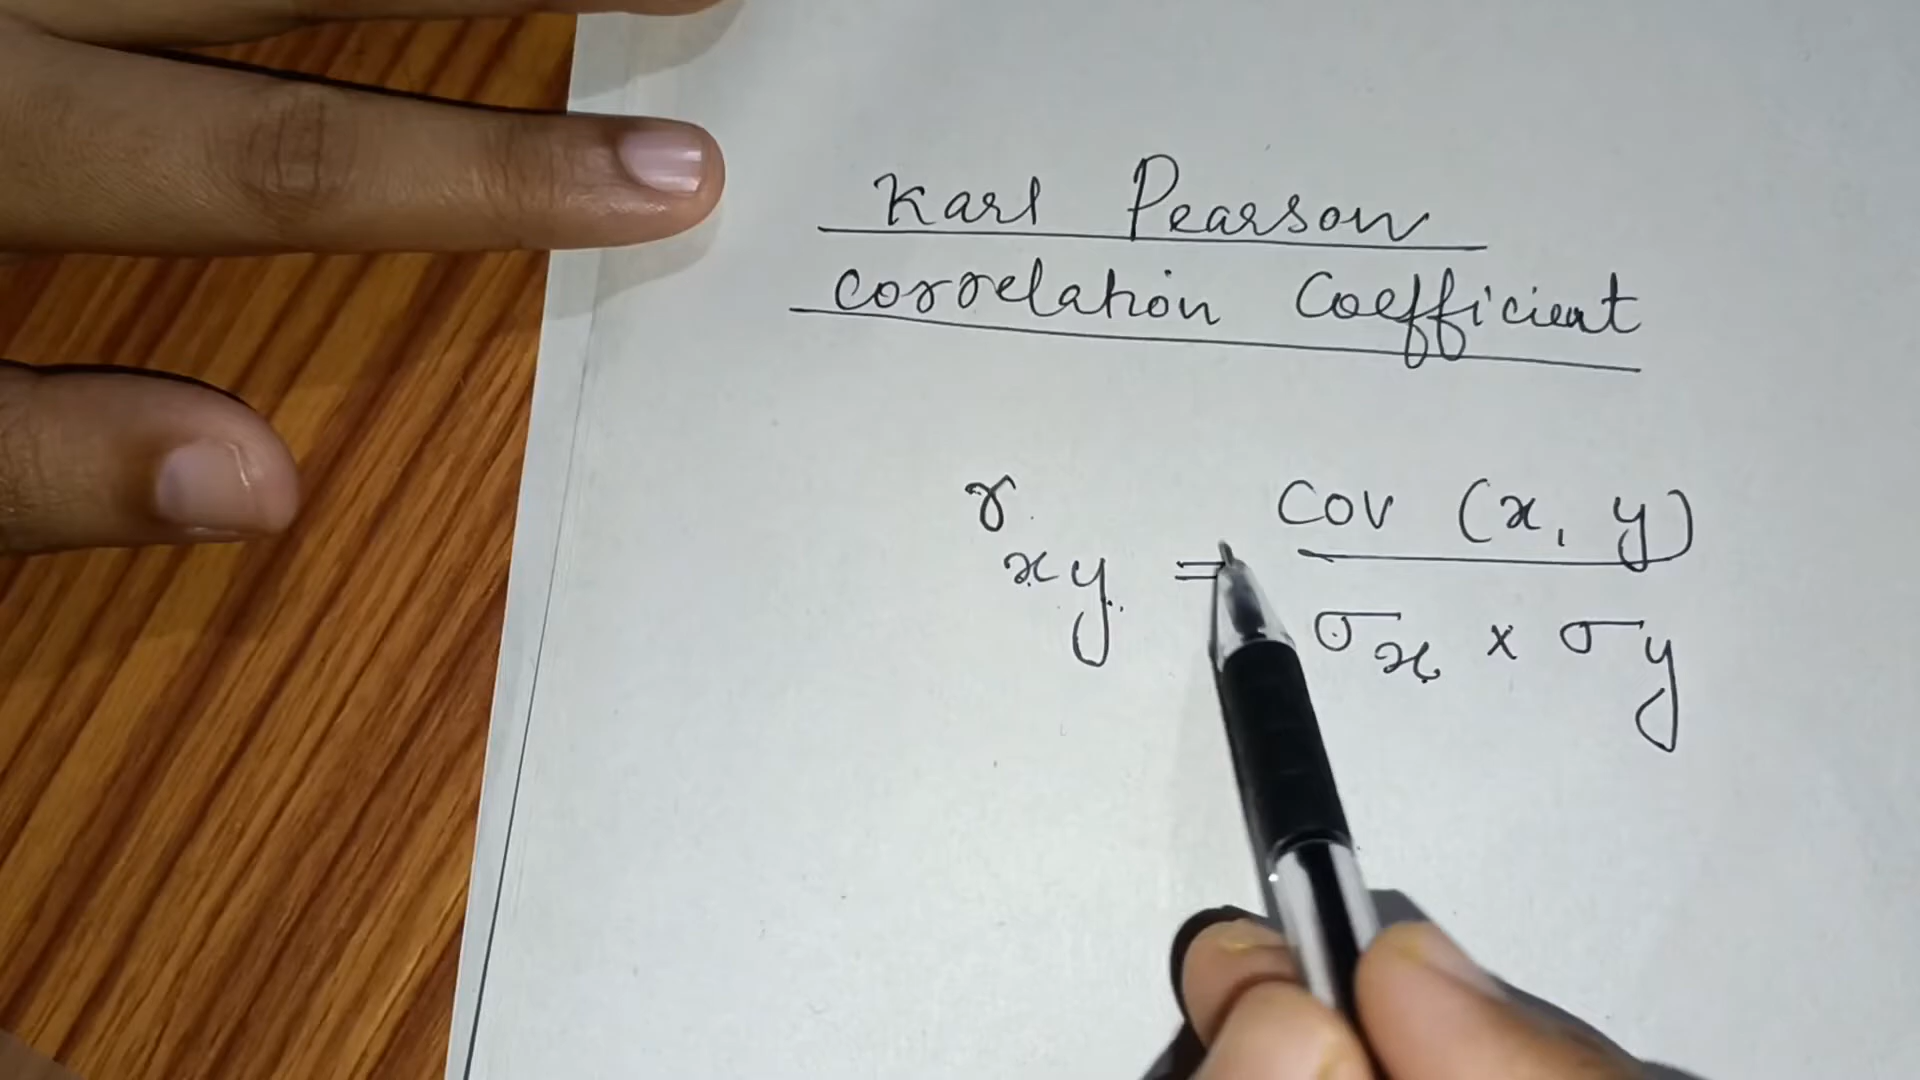 Karl Pearson
correlation Coefficient
r xy = COV (x, y)
σx x σy